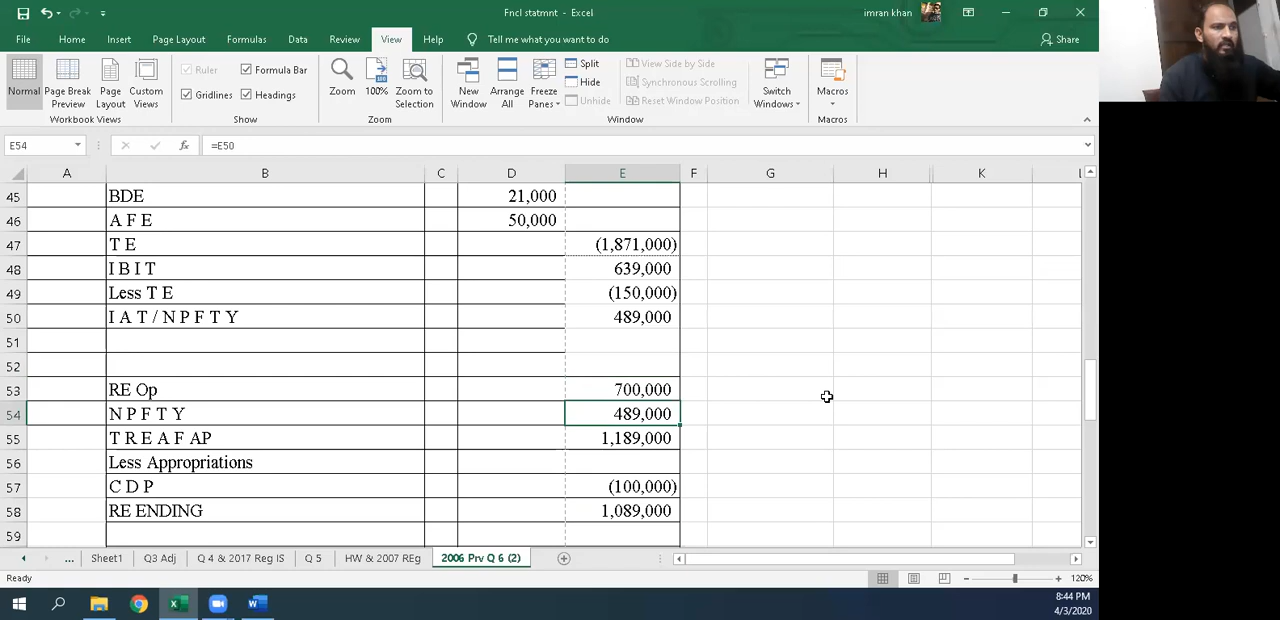 Fncl statmnt - Excel
imran khan
File Home Insert Page Layout Formulas Data Review View Help Tell me what you want to do Share
Normal Page Break Preview Page Layout Custom Views
Ruler Formula Bar
Gridlines Headings
Zoom 100% Zoom to Selection
New Window Arrange All Freeze Panes
Split
Hide
Unhide
View Side by Side
Synchronous Scrolling
Reset Window Position
Switch Windows
Macros
Workbook Views Show Zoom Window Macros
E54 fx =E50
A B C D E F G H K
45 BDE 21,000
46 A F E 50,000
47 T E (1,871,000)
48 I B I T 639,000
49 Less T E (150,000)
50 I A T / N P F T Y 489,000
51
52
53 RE Op 700,000
54 N P F T Y 489,000
55 T R E A F AP 1,189,000
56 Less Appropriations
57 C D P (100,000)
58 RE ENDING 1,089,000
59
... Sheet1 Q3 Adj Q 4 & 2017 Reg IS Q 5 HW & 2007 REg 2006 Prv Q 6 (2)
Ready 120%
8:44 PM
4/3/2020